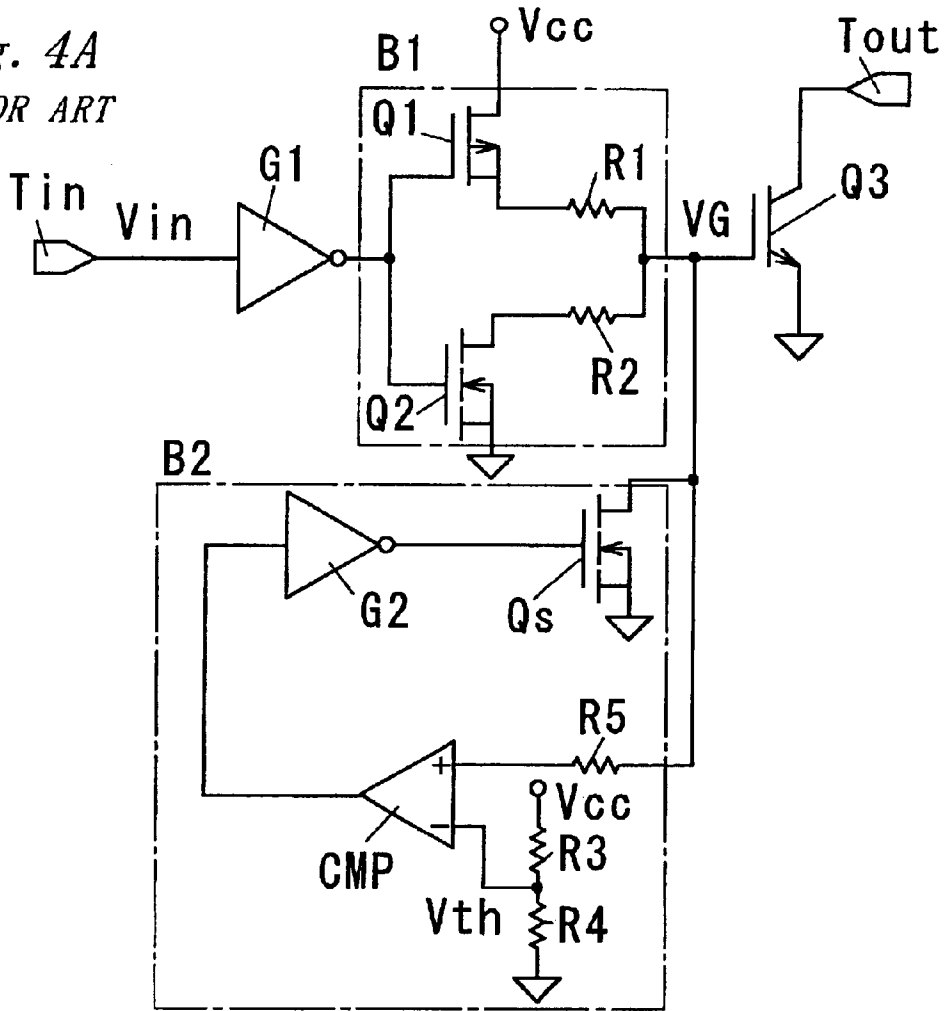 g. 4A
OR ART
Vcc
Tout
B1
Q1
G1
R1
Tin
Vin
VG
Q3
R2
Q2
B2
G2
Qs
R5
+
Vcc
−
R3
CMP
Vth
R4